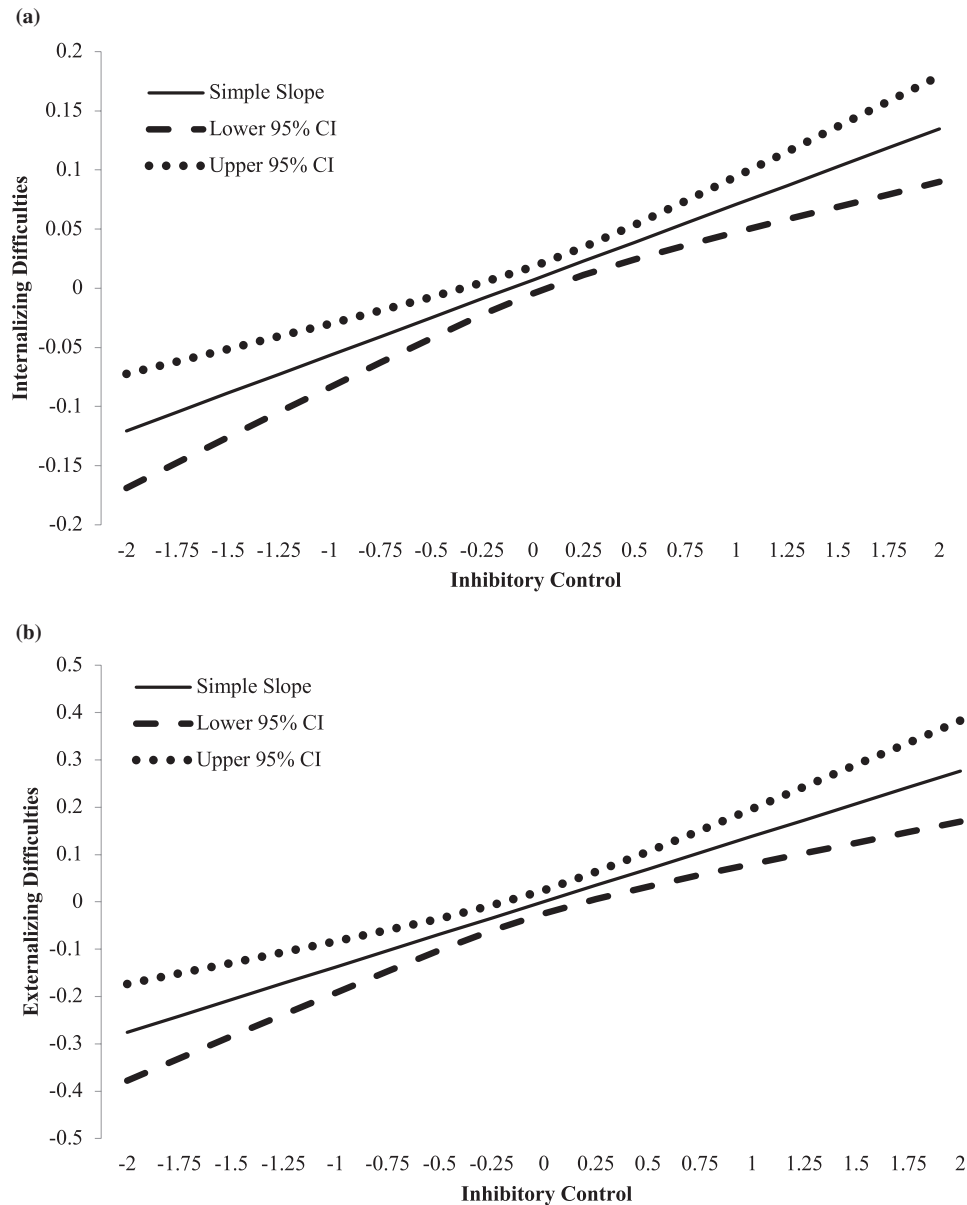 (a)
0.2
0.15
0.1
0.05
0
-0.05
-0.1
-0.15
-0.2
Internalizing Difficulties
Simple Slope
Lower 95% CI
Upper 95% CI
-2 -1.75 -1.5 -1.25 -1 -0.75 -0.5 -0.25 0 0.25 0.5 0.75 1 1.25 1.5 1.75 2
Inhibitory Control
(b)
0.5
0.4
0.3
0.2
0.1
0
-0.1
-0.2
-0.3
-0.4
-0.5
Externalizing Difficulties
Simple Slope
Lower 95% CI
Upper 95% CI
-2 -1.75 -1.5 -1.25 -1 -0.75 -0.5 -0.25 0 0.25 0.5 0.75 1 1.25 1.5 1.75 2
Inhibitory Control